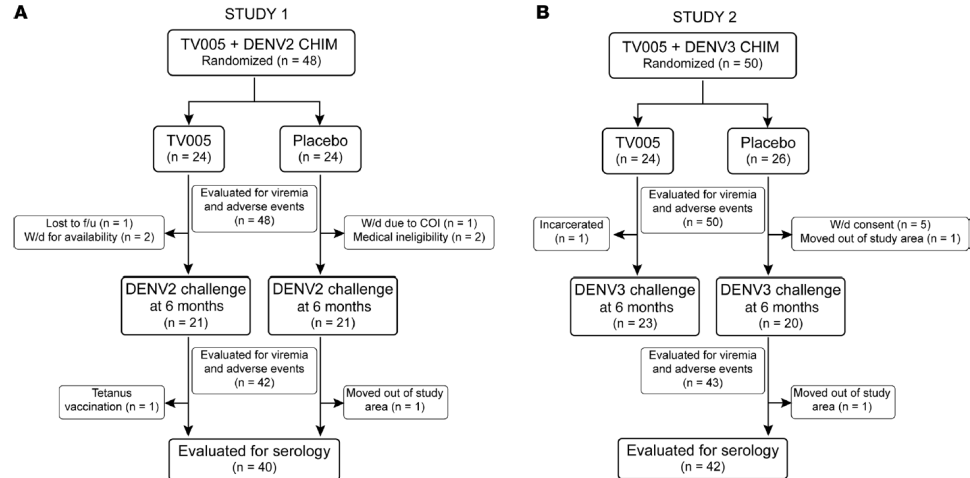 A
STUDY 1
TV005 + DENV2 CHIM
Randomized (n = 48)
TV005
(n = 24)
Placebo
(n = 24)
Evaluated for viremia
and adverse events
(n = 48)
Lost to f/u (n = 1)
W/d for availability (n = 2)
W/d due to COI (n = 1)
Medical ineligibility (n = 2)
DENV2 challenge
at 6 months
(n = 21)
DENV2 challenge
at 6 months
(n = 21)
Evaluated for viremia
and adverse events
(n = 42)
Tetanus
vaccination (n = 1)
Moved out of study
area (n = 1)
Evaluated for serology
(n = 40)
B
STUDY 2
TV005 + DENV3 CHIM
Randomized (n = 50)
TV005
(n = 24)
Placebo
(n = 26)
Evaluated for viremia
and adverse events
(n = 50)
Incarcerated
(n = 1)
W/d consent (n = 5)
Moved out of study area (n = 1)
DENV3 challenge
at 6 months
(n = 23)
DENV3 challenge
at 6 months
(n = 20)
Evaluated for viremia
and adverse events
(n = 43)
Moved out of study
area (n = 1)
Evaluated for serology
(n = 42)